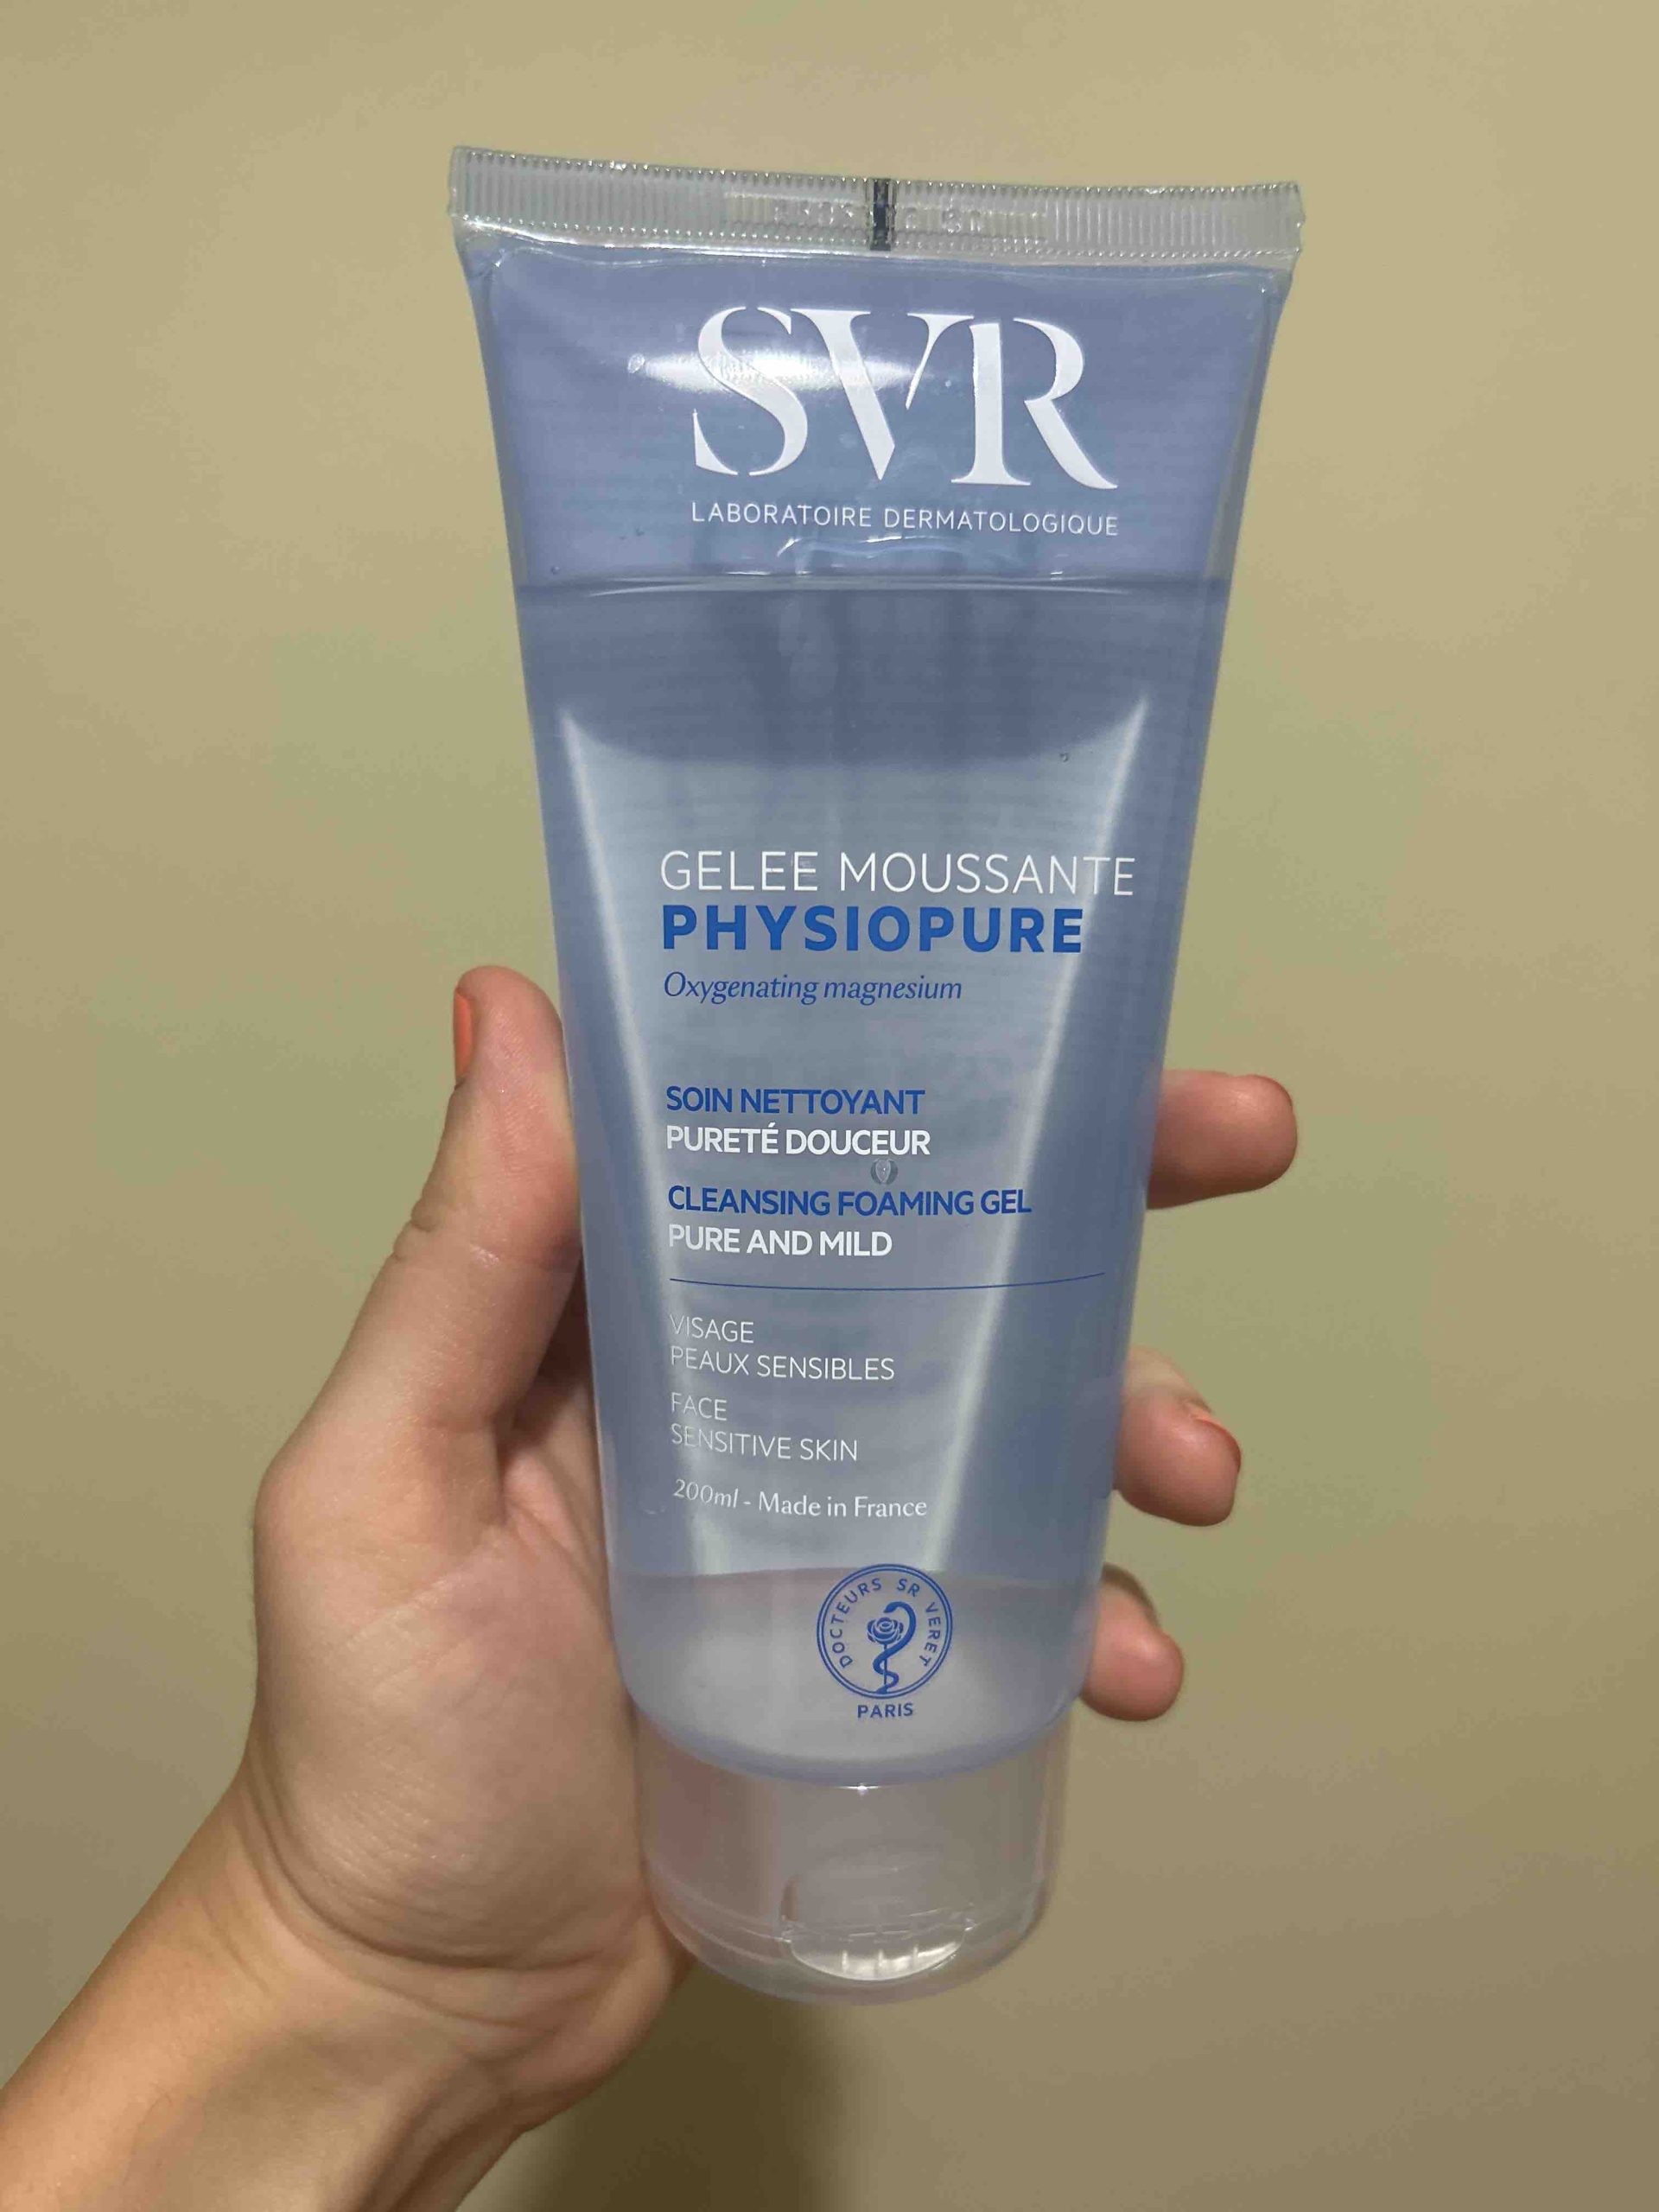 SVR
LABORATOIRE DERMATOLOGIQUE
GELEE MOUSSANTE
PHYSIOPURE
Oxygenating magnesium
SOIN NETTOYANT
PURETÉ DOUCEUR
CLEANSING FOAMING GEL
PURE AND MILD
VISAGE
PEAUX SENSIBLES
FACE
SENSITIVE SKIN
200ml - Made in France
DOCTEURS SR VERET
PARIS